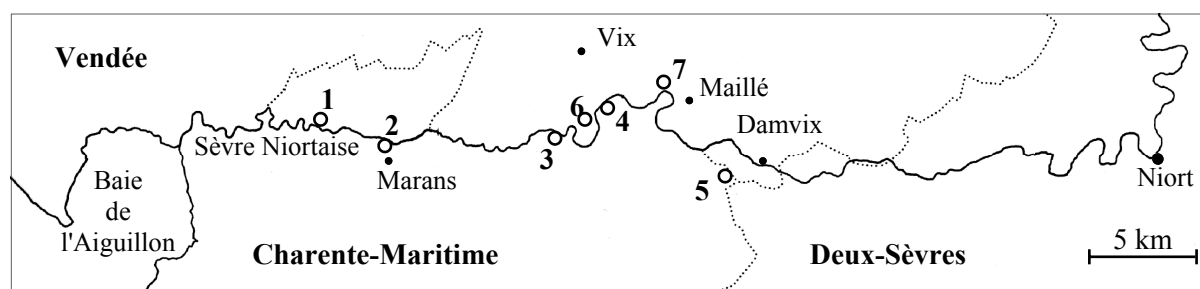 Vix
Vendée
7
Maillé
1
6
4
2
Damvix
3
Sèvre Niortaise
Marans
5
Niort
Baie
de
l'Aiguillon
Charente-Maritime
Deux-Sèvres
5 km